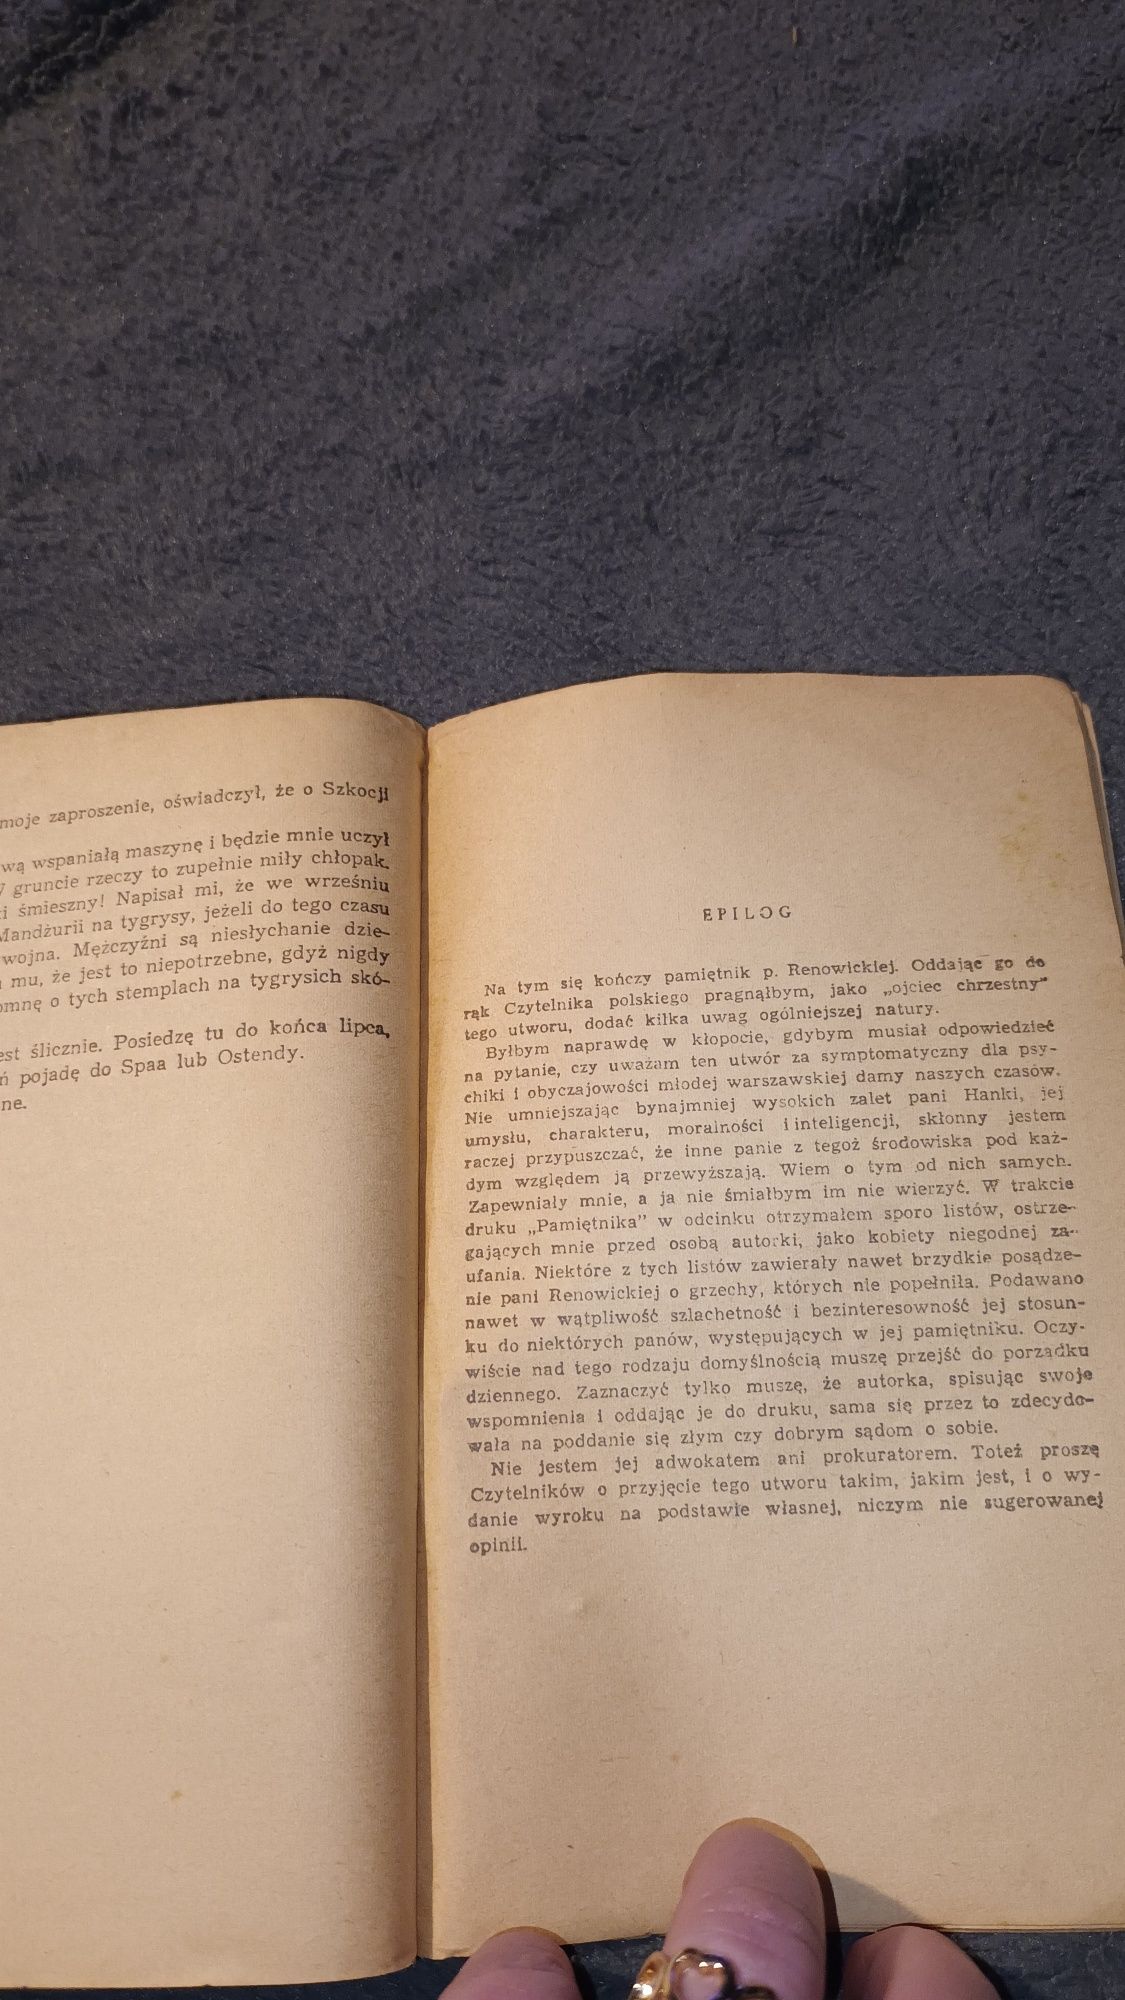 moje zaproszenie, oświadczył, że o Szkocji
wą wspaniałą maszynę i będzie mnie uczył
gruncie rzeczy to zupełnie miły chłopak.
i śmieszny! Napisał mi, że we wrześniu
Mandżurii na tygrysy, jeżeli do tego czasu
wojna. Mężczyźni są niesłychanie dzie-
mu, że jest to niepotrzebne, gdyż nigdy
omnę o tych stemplach na tygrysich skó-
est ślicznie. Posiedzę tu do końca lipca,
ń pojadę do Spaa lub Ostendy.
ne.
EPILOG
Na tym się kończy pamiętnik p. Renowickiej. Oddając go do
rąk Czytelnika polskiego pragnąłbym, jako „ojciec chrzestny”
tego utworu, dodać kilka uwag ogólniejszej natury.
Byłbym naprawdę w kłopocie, gdybym musiał odpowiedzieć
na pytanie, czy uważam ten utwór za symptomatyczny dla psy-
chiki i obyczajowości młodej warszawskiej damy naszych czasów.
Nie umniejszając bynajmniej wysokich zalet pani Hanki, jej
umysłu, charakteru, moralności i inteligencji, skłonny jestem
raczej przypuszczać, że inne panie z tegoż środowiska pod każ-
dym względem ją przewyższają. Wiem o tym od nich samych.
Zapewniały mnie, a ja nie śmiałbym im nie wierzyć. W trakcie
druku „Pamiętnika” w odcinku otrzymałem sporo listów, ostrze-
gających mnie przed osobą autorki, jako kobiety niegodnej za-
ufania. Niektóre z tych listów zawierały nawet brzydkie posądze-
nie pani Renowickiej o grzechy, których nie popełniła. Podawano
nawet w wątpliwość szlachetność i bezinteresowność jej stosun-
ku do niektórych panów, występujących w jej pamiętniku. Oczy-
wiście nad tego rodzaju domyślnością muszę przejść do porządku
dziennego. Zaznaczyć tylko muszę, że autorka, spisując swoje
wspomnienia i oddając je do druku, sama się przez to zdecydo-
wała na poddanie się złym czy dobrym sądom o sobie.
Nie jestem jej adwokatem ani prokuratorem. Toteż proszę
Czytelników o przyjęcie tego utworu takim, jakim jest, i o wy-
danie wyroku na podstawie własnej, niczym nie sugerowanej
opinii.